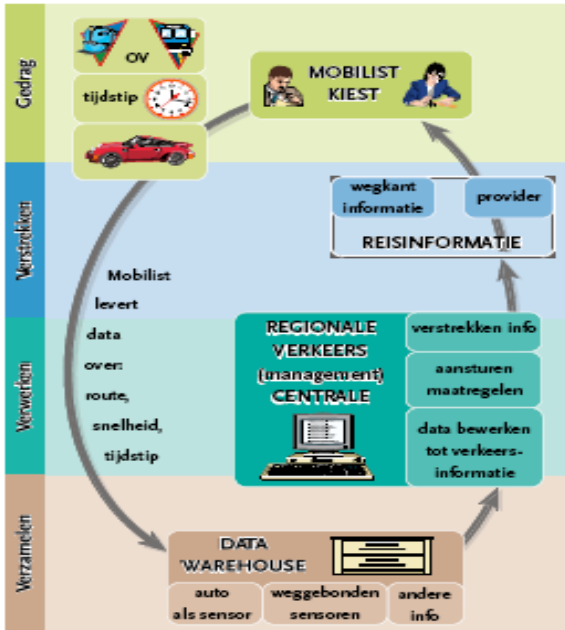 Gedrag
OV
tijdstip
MOBILIST
KIEST
Verstrekken
wegkant
informatie
provider
REISINFORMATIE
Mobilist
levert
data
over:
route,
snelheid,
tijdstip
Verwerken
REGIONALE
VERKEERS
(management)
CENTRALE
verstrekken info
aansturen
maatregelen
data bewerken
tot verkeers-
informatie
Verzamelen
DATA
WAREHOUSE
auto
als sensor
weggebonden
sensoren
andere
info